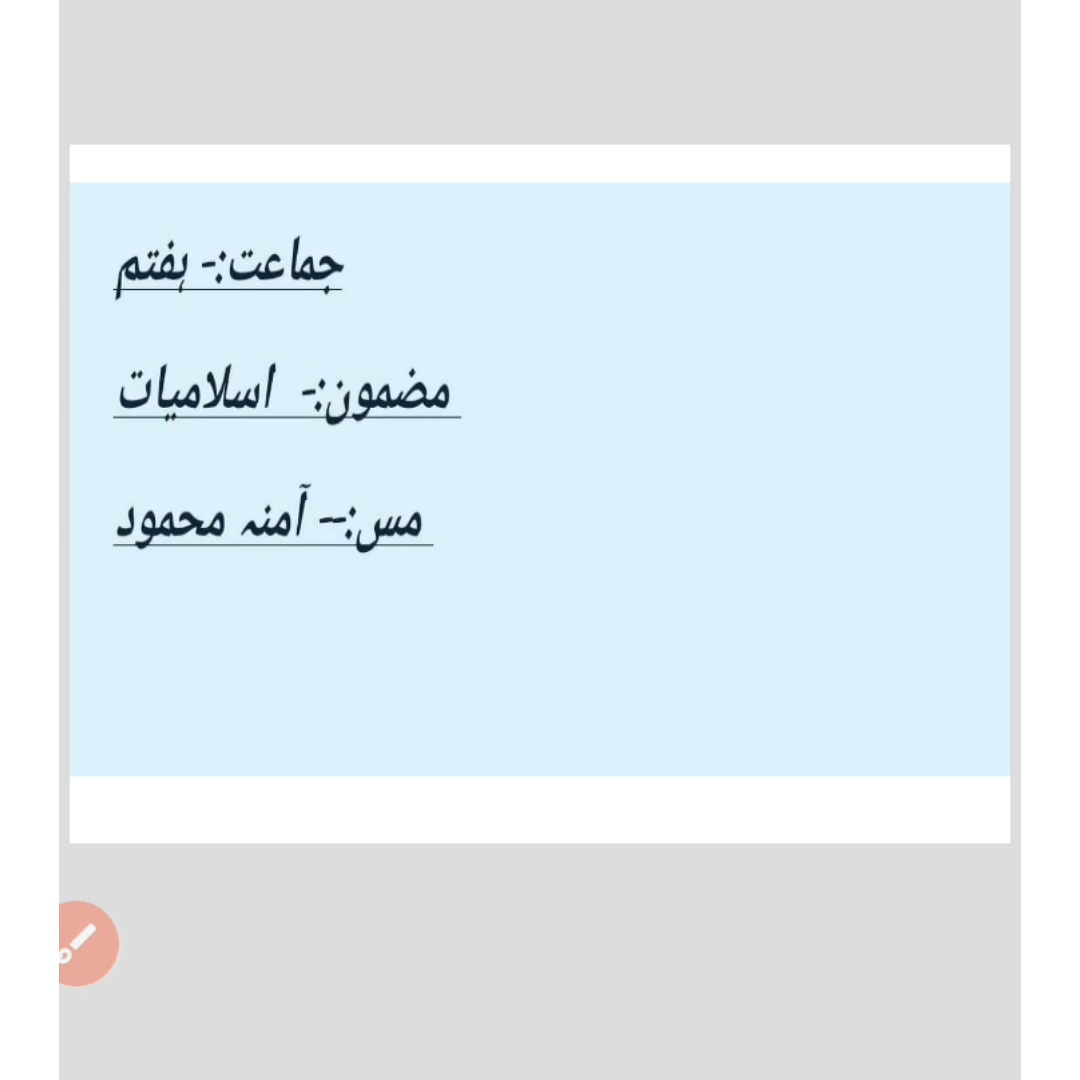 جماعت:- ہفتم
مضمون:- اسلامیات
مس:-- آمنہ محمود